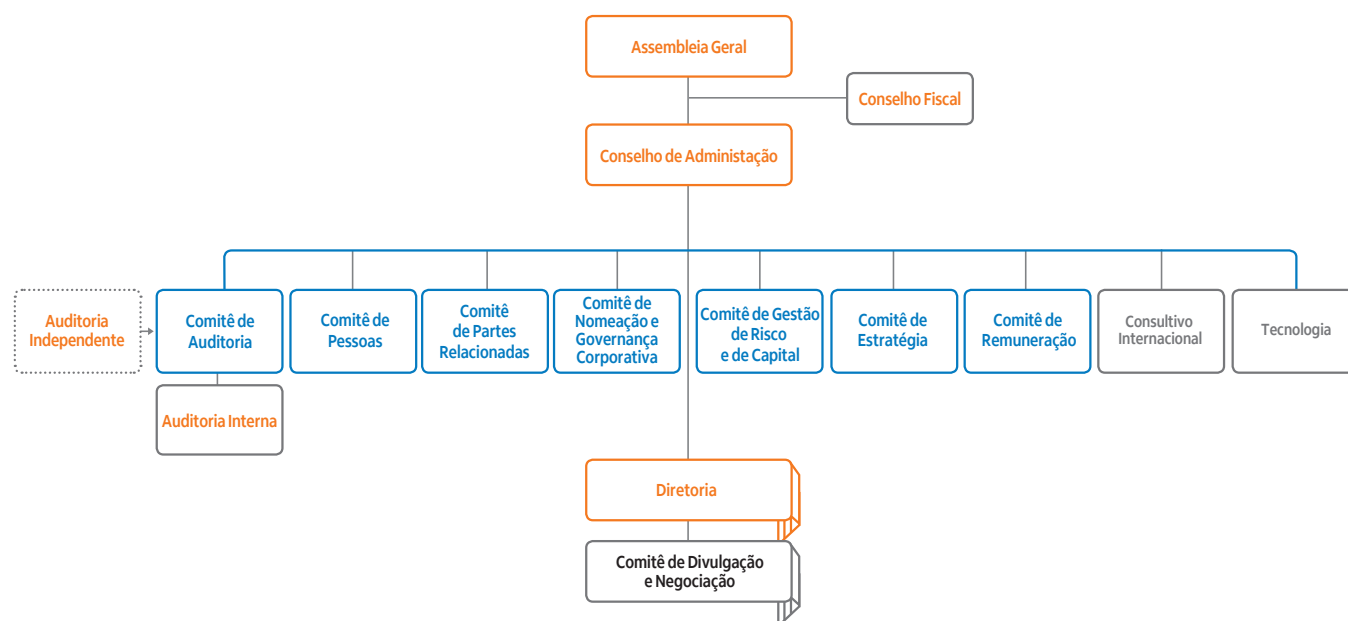 Assembleia Geral
Conselho Fiscal
Conselho de Administação
Auditoria
Independente
Comitê de
Auditoria
Comitê de
Pessoas
Comitê
de Partes
Relacionadas
Comitê de
Nomeação e
Governança
Corporativa
Comitê de Gestão
de Risco
e de Capital
Comitê de
Estratégia
Comitê de
Remuneração
Consultivo
Internacional
Tecnologia
Auditoria Interna
Diretoria
Comitê de Divulgação
e Negociação